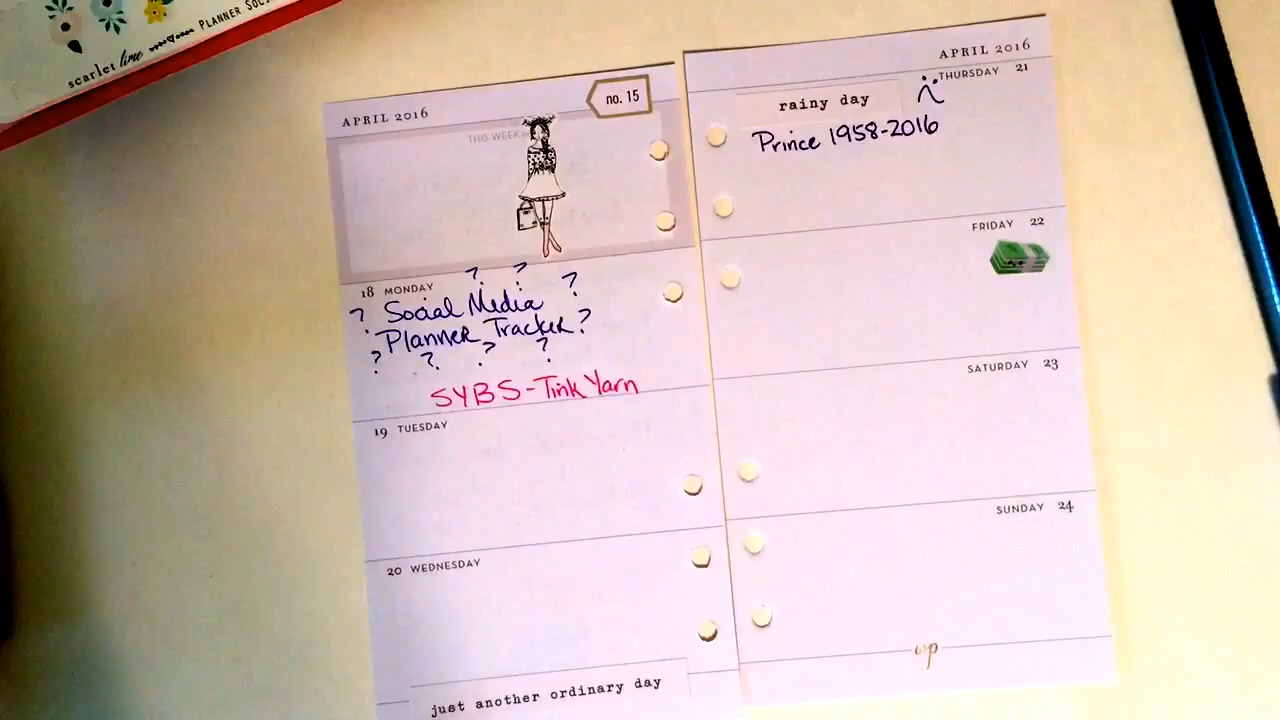 scarlet lime
PLANNER SOCI
APRIL 2016
no. 15
THIS WEEK
18 MONDAY
? ? ?
? Social Media
Planner Tracker?
? ? ? ?
SYBS-Tink Yarn
19 TUESDAY
20 WEDNESDAY
just another ordinary day
APRIL 2016
THURSDAY 21
rainy day
Prince 1958-2016
FRIDAY 22
SATURDAY 23
SUNDAY 24
wp